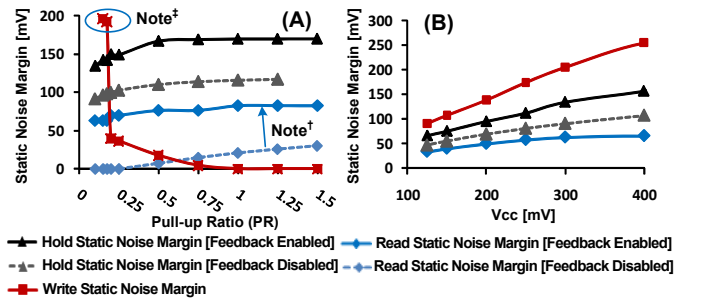 (A)
Note‡
Static Noise Margin [mV]
200
150
100
50
0
Note†
0
0.25
0.5
0.75
1
1.25
1.5
Pull-up Ratio (PR)
(B)
Static Noise Margin [mV]
300
250
200
150
100
50
0
100
200
300
400
Vcc [mV]
Hold Static Noise Margin [Feedback Enabled]
Read Static Noise Margin [Feedback Enabled]
Hold Static Noise Margin [Feedback Disabled]
Read Static Noise Margin [Feedback Disabled]
Write Static Noise Margin